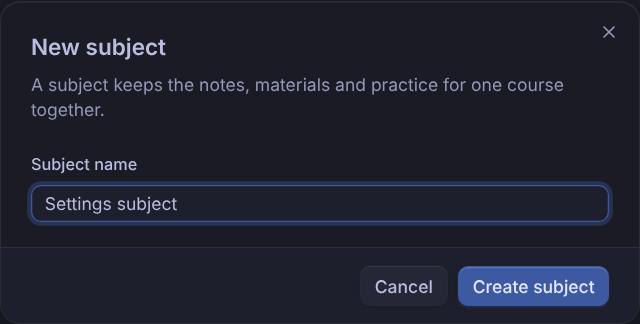 New subject
A subject keeps the notes, materials and practice for one course
together.
Subject name
Settings subject
Cancel
Create subject